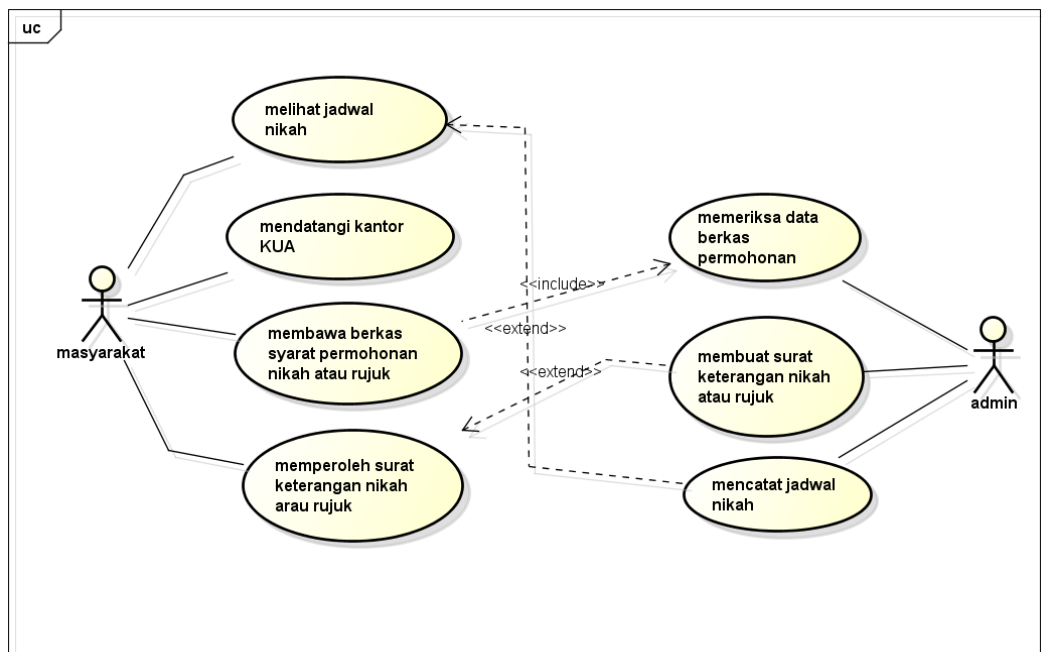 uc
melihat jadwal
nikah
mendatangi kantor
KUA
membawa berkas
syarat permohonan
nikah atau rujuk
memperoleh surat
keterangan nikah
arau rujuk
masyarakat
<<include>>
<<extend>>
<<extend>>
memeriksa data
berkas
permohonan
membuat surat
keterangan nikah
atau rujuk
mencatat jadwal
nikah
admin